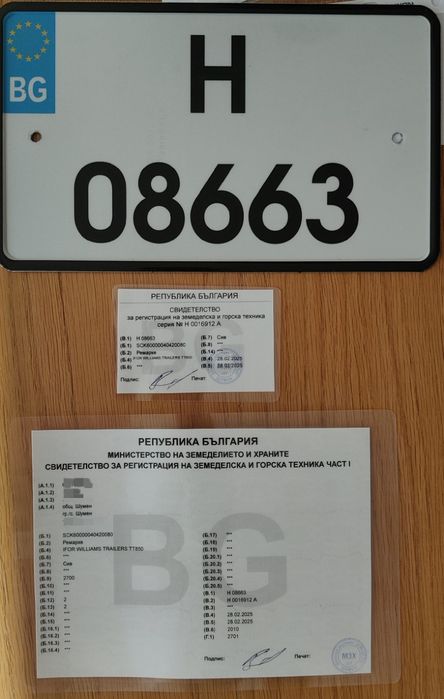 BG
H
08663
РЕПУБЛИКА БЪЛГАРИЯ
СВИДЕТЕЛСТВО
за регистрация на земеделска и горска техника
серия № H 0016912 A
(B.1) H 08663
(Б.1) SCK60000040420080
(Б.2) Ремарке
(Б.4) IFOR WILLIAMS TRAILERS TT850
(Б.6) ***
(Б.7) Сив
(Б.8) ***
(Б.14) ***
(B.4) 28.02.2025
(B.5) 28.02.2025
Подпис: Печат:
РЕПУБЛИКА БЪЛГАРИЯ
МИНИСТЕРСТВО НА ЗЕМЕДЕЛИЕТО И ХРАНИТЕ
СВИДЕТЕЛСТВО ЗА РЕГИСТРАЦИЯ НА ЗЕМЕДЕЛСКА И ГОРСКА ТЕХНИКА ЧАСТ I
BG
(A.1.1)
(A.1.2)
(A.1.3)
(A.1.4) общ. Шумен
гр./с. Шумен
(Б.1) SCK60000040420080
(Б.2) Ремарке
(Б.4) IFOR WILLIAMS TRAILERS TT850
(Б.6) ***
(Б.7) Сив
(Б.8) ***
(Б.9) 2700
(Б.10) ***
(Б.11) ***
(Б.12) 2
(Б.13) 2
(Б.14) ***
(Б.15) ***
(Б.16.1) ***
(Б.16.2) ***
(Б.16.3) ***
(Б.16.4) ***
(Б.17) ***
(Б.18) ***
(Б.19) ***
(Б.20.1) ***
(Б.20.2) ***
(Б.20.3) ***
(Б.20.4) ***
(Б.20.5) ***
(B.1) H 08663
(B.2) H 0016912 A
(B.3) ***
(B.4) 28.02.2025
(B.5) 28.02.2025
(B.6) 2010
(Г.1) 2701
Подпис: Печат:
МЗХ